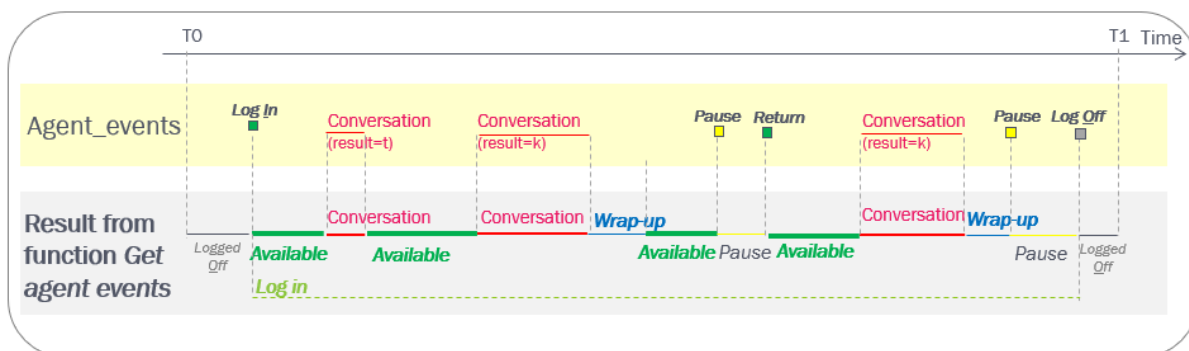 T0
T1
Time
Agent_events
Log In
Conversation
(result=t)
Conversation
(result=k)
Pause
Return
Conversation
(result=k)
Pause
Log Off
Result from
function Get
agent events
Logged
Off
Available
Conversation
Available
Conversation
Wrap-up
Available
Pause
Available
Conversation
Wrap-up
Pause
Logged
Off
Log in